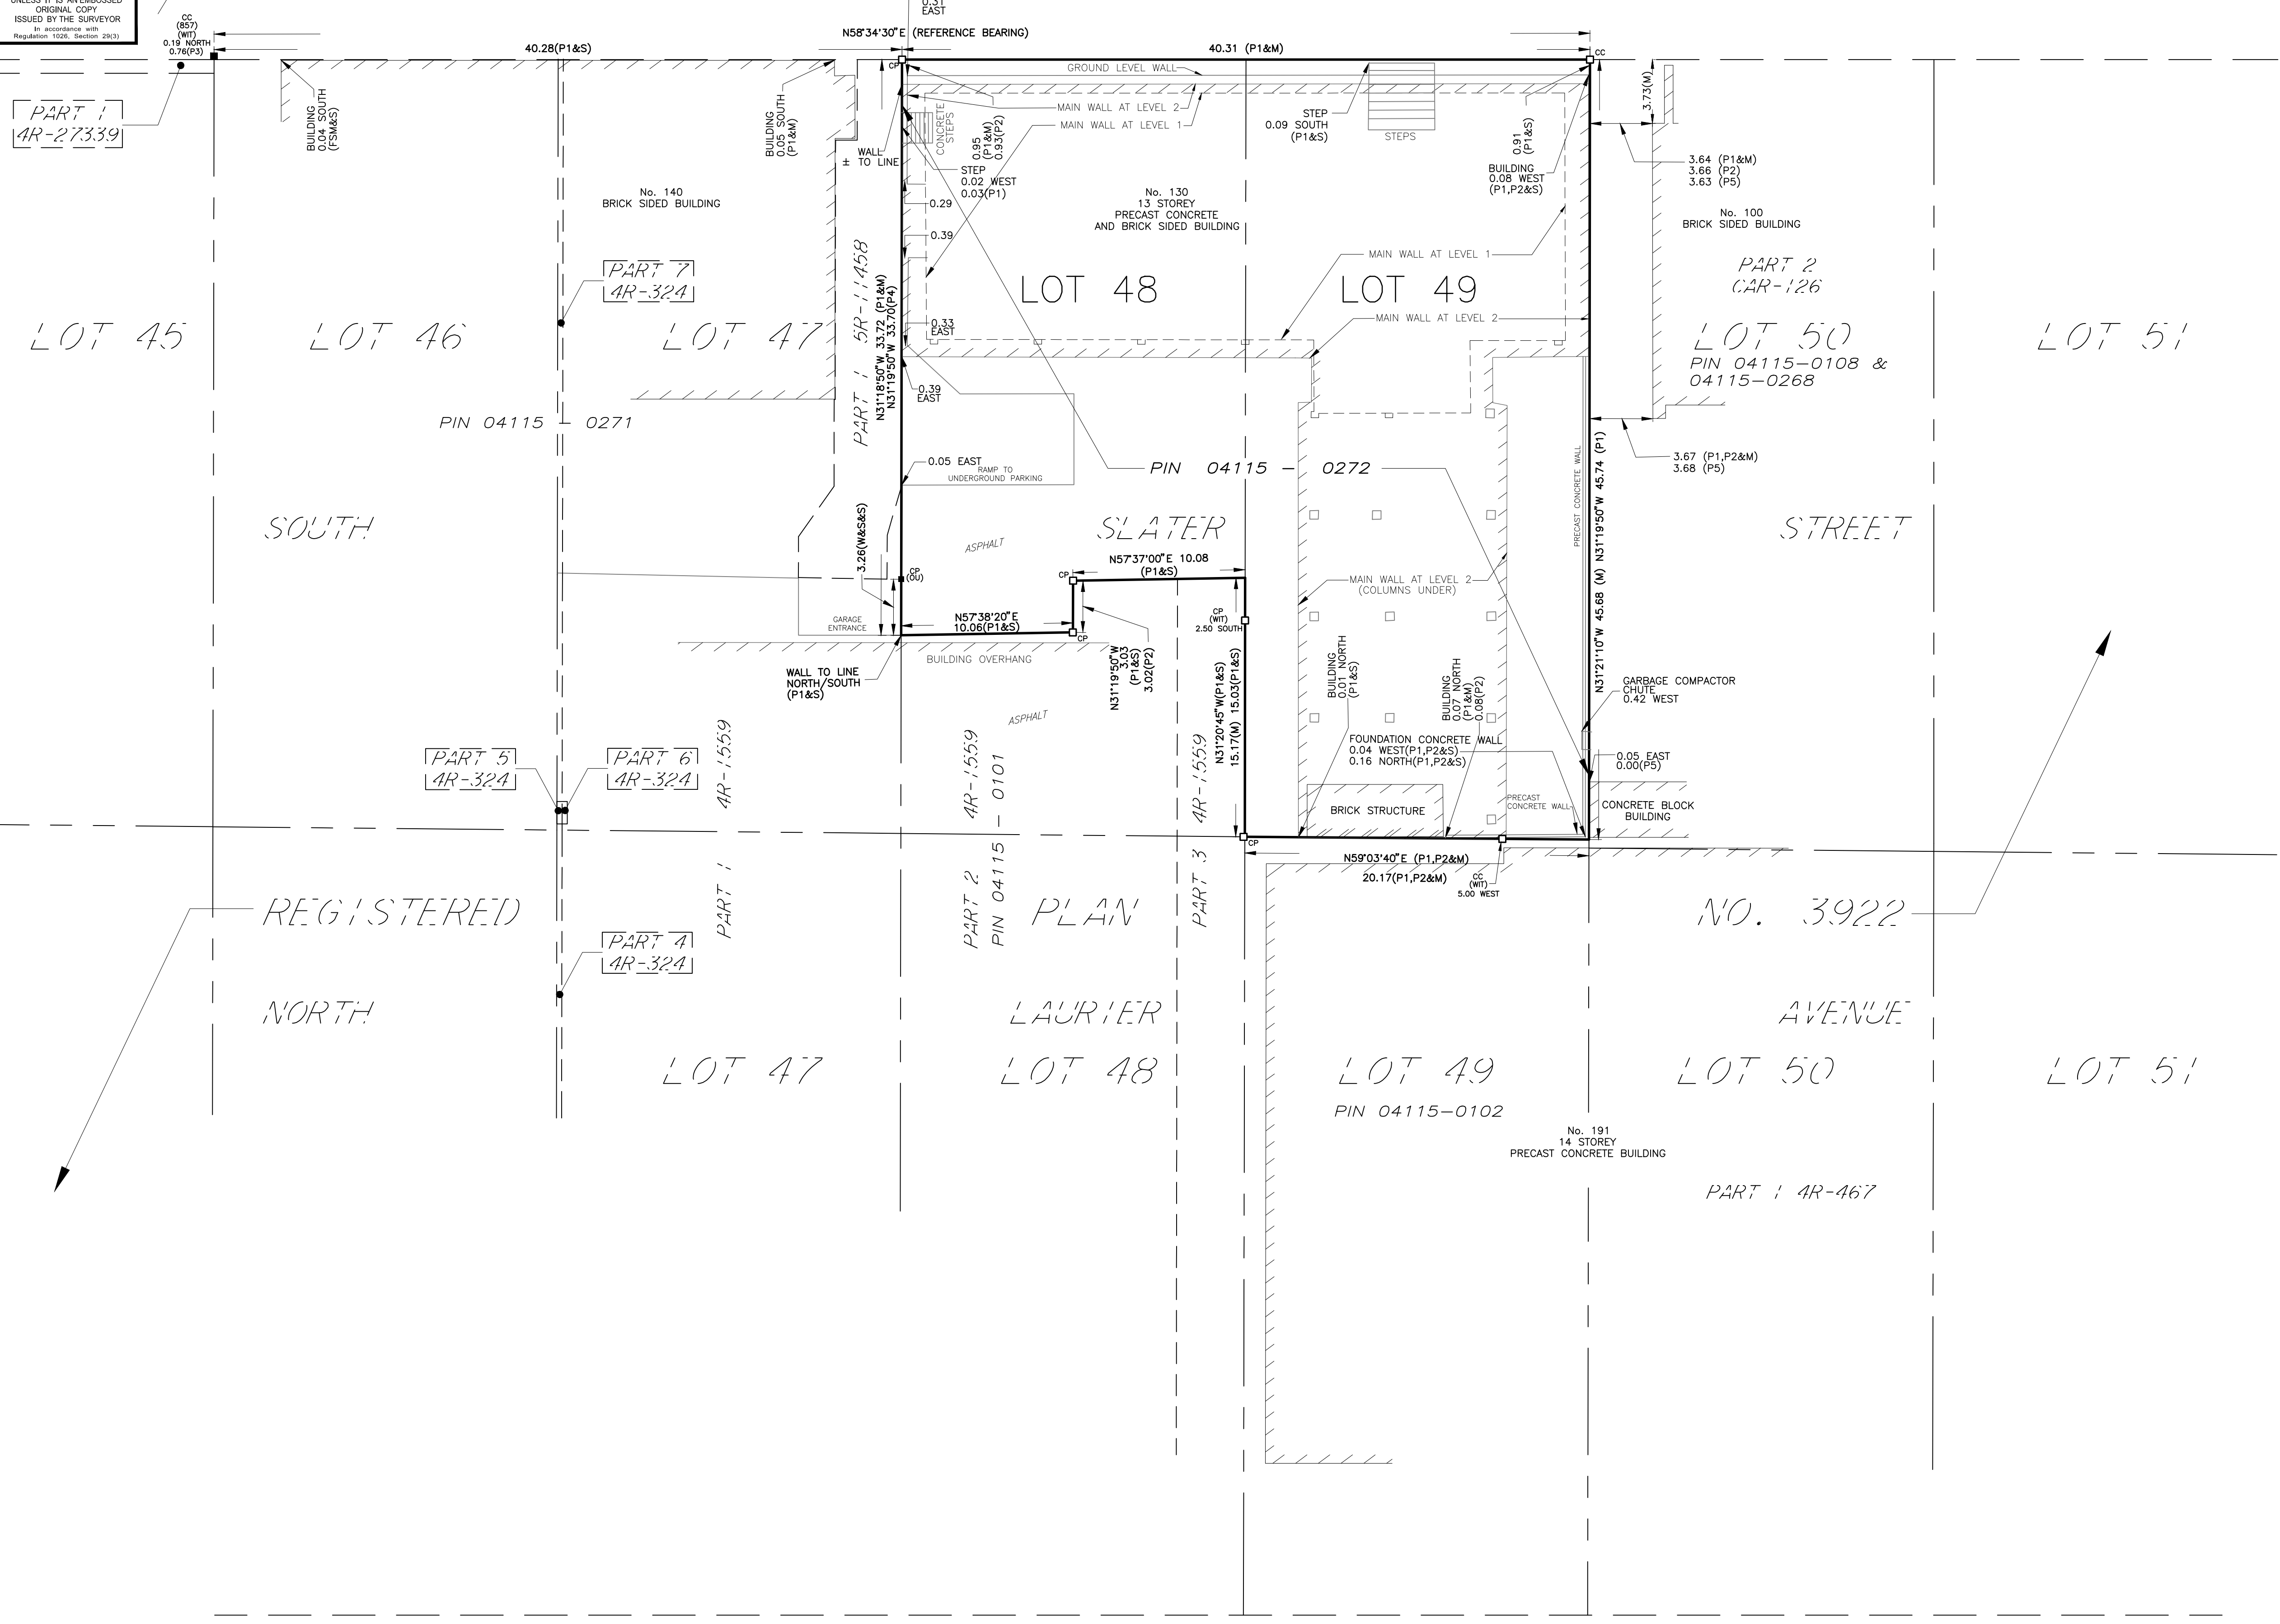 UNLESS IT IS AN EMBOSSED
ORIGINAL COPY
ISSUED BY THE SURVEYOR
In accordance with
Regulation 1026, Section 29(3)
CC
(857)
(WIT)
0.19 NORTH
0.76(P3)
40.28(P1&S)
0.31
EAST
N58°34'30"E (REFERENCE BEARING)
40.31 (P1&M)
CP
CC
PART 1
4R-27339
BUILDING
0.04 SOUTH
(FSM&S)
BUILDING
0.05 SOUTH
(P1&M)
WALL
± TO LINE
GROUND LEVEL WALL
MAIN WALL AT LEVEL 2
MAIN WALL AT LEVEL 1
CONCRETE
STEPS
0.95
(P1&M)
0.93(P2)
STEP
0.02 WEST
0.03(P1)
STEP
0.09 SOUTH
(P1&S)
STEPS
0.91
(P1&S)
BUILDING
0.08 WEST
(P1,P2&S)
3.73(M)
3.64 (P1&M)
3.66 (P2)
3.63 (P5)
No. 140
BRICK SIDED BUILDING
0.29
0.39
No. 130
13 STOREY
PRECAST CONCRETE
AND BRICK SIDED BUILDING
No. 100
BRICK SIDED BUILDING
PART 7
4R-324
PART 1 5R-11458
N31°18'50"W 33.72 (P1&M)
N31°19'50"W 33.70(P4)
MAIN WALL AT LEVEL 1
PART 2
CAR-126
LOT 48
LOT 49
MAIN WALL AT LEVEL 2
0.33
EAST
LOT 45
LOT 46
LOT 47
LOT 50
PIN 04115-0108 &
04115-0268
LOT 51
0.39
EAST
PIN 04115 - 0271
0.05 EAST
RAMP TO
UNDERGROUND PARKING
PIN 04115 - 0272
PRECAST CONCRETE WALL
N31°21'10"W 45.68 (M) N31°19'50"W 45.74 (P1)
3.67 (P1,P2&M)
3.68 (P5)
SOUTH
SLATER
STREET
3.26(W&S&S)
ASPHALT
CP
(OU)
CP
N57°37'00"E 10.08
(P1&S)
MAIN WALL AT LEVEL 2
(COLUMNS UNDER)
GARAGE
ENTRANCE
N57°38'20"E
10.06(P1&S)
CP
CP
(WIT)
2.50 SOUTH
BUILDING OVERHANG
WALL TO LINE
NORTH/SOUTH
(P1&S)
N31°19'50"W
3.03
(P1&S)
3.02(P2)
N31°20'45"W(P1&S)
15.17(M) 15.03(P1&S)
BUILDING
0.01 NORTH
(P1&S)
BUILDING
0.07 NORTH
(P1&M)
0.08(P2)
GARBAGE COMPACTOR
CHUTE
0.42 WEST
ASPHALT
FOUNDATION CONCRETE WALL
0.04 WEST(P1,P2&S)
0.16 NORTH(P1,P2&S)
0.05 EAST
0.00(P5)
PART 5
4R-324
PART 6
4R-324
PART 1 4R-1559
PART 2 4R-1559
PIN 04115 - 0101
PART 3 4R-1559
BRICK STRUCTURE
PRECAST
CONCRETE WALL
CONCRETE BLOCK
BUILDING
CP
N59°03'40"E (P1,P2&M)
20.17(P1,P2&M)
CC
(WIT)
5.00 WEST
REGISTERED
PLAN
NO. 3922
PART 4
4R-324
NORTH
LAURIER
AVENUE
LOT 47
LOT 48
LOT 49
LOT 50
LOT 51
PIN 04115-0102
No. 191
14 STOREY
PRECAST CONCRETE BUILDING
PART 1 4R-467